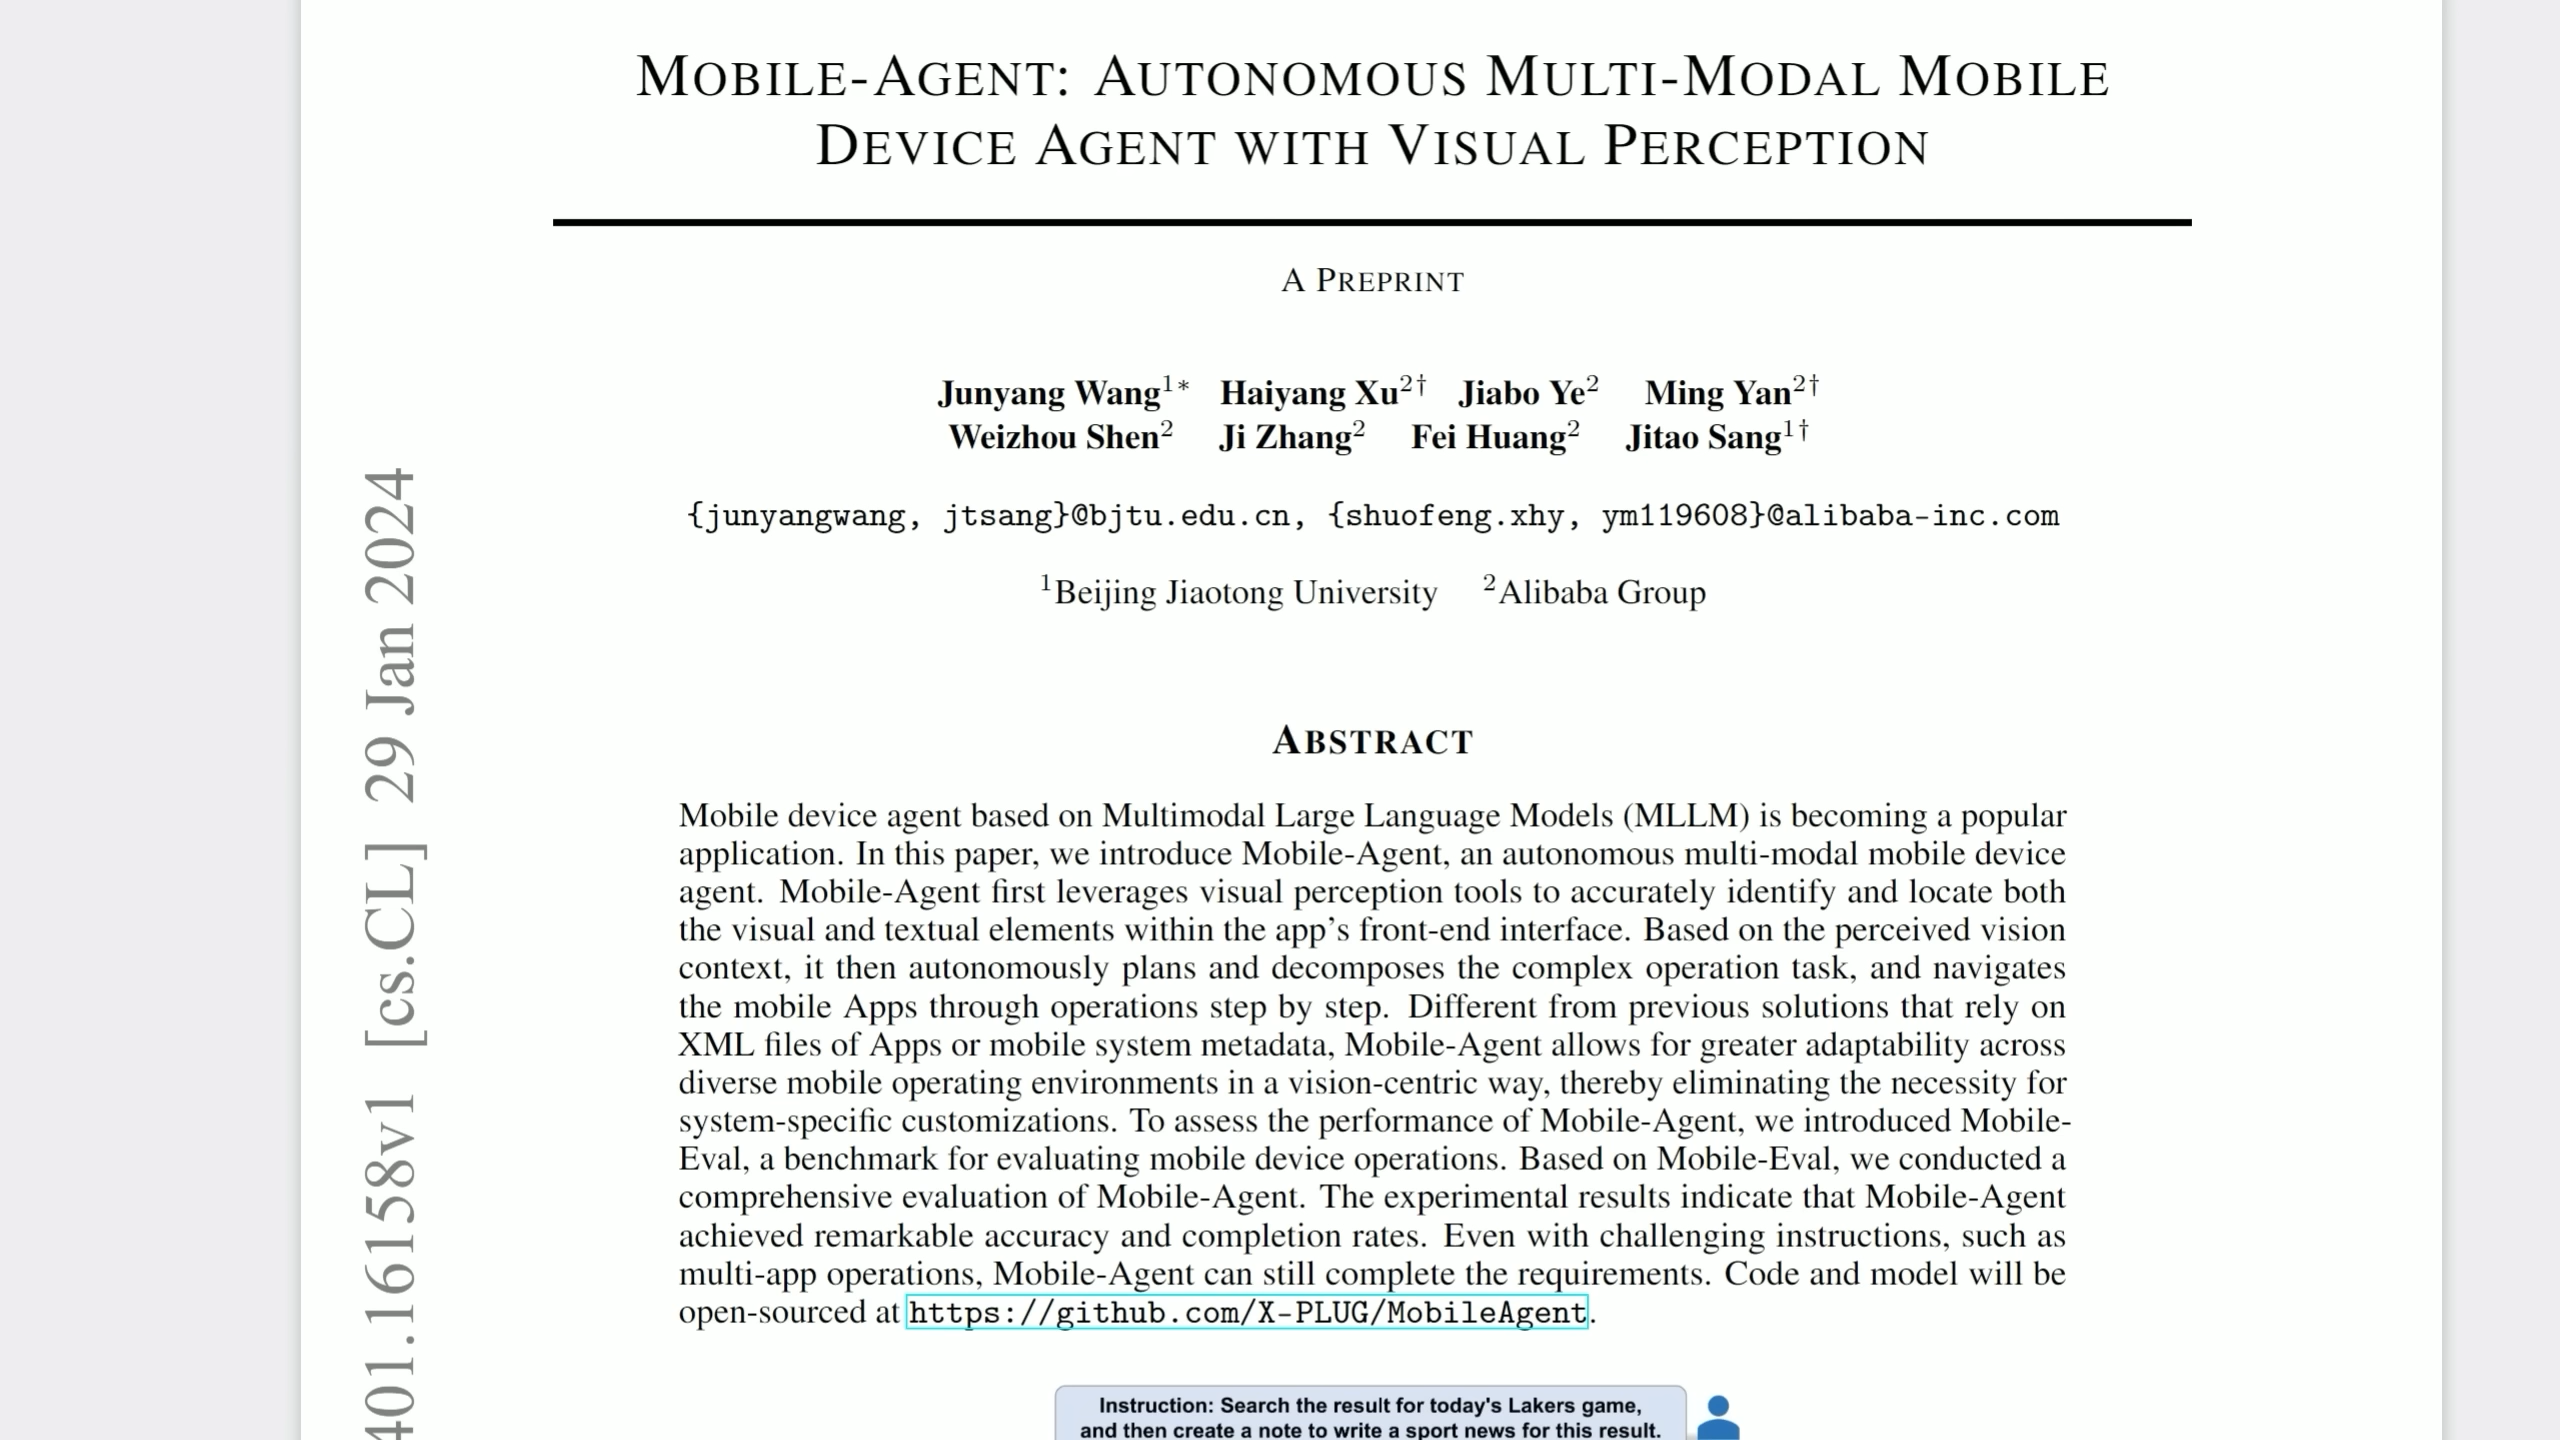 MOBILE-AGENT: AUTONOMOUS MULTI-MODAL MOBILE
DEVICE AGENT WITH VISUAL PERCEPTION
A PREPRINT
Junyang Wang1* Haiyang Xu2† Jiabo Ye2 Ming Yan2†
Weizhou Shen2 Ji Zhang2 Fei Huang2 Jitao Sang1†
{junyangwang, jtsang}@bjtu.edu.cn, {shuofeng.xhy, ym119608}@alibaba-inc.com
1Beijing Jiaotong University 2Alibaba Group
ABSTRACT
Mobile device agent based on Multimodal Large Language Models (MLLM) is becoming a popular
application. In this paper, we introduce Mobile-Agent, an autonomous multi-modal mobile device
agent. Mobile-Agent first leverages visual perception tools to accurately identify and locate both
the visual and textual elements within the app's front-end interface. Based on the perceived vision
context, it then autonomously plans and decomposes the complex operation task, and navigates
the mobile Apps through operations step by step. Different from previous solutions that rely on
XML files of Apps or mobile system metadata, Mobile-Agent allows for greater adaptability across
diverse mobile operating environments in a vision-centric way, thereby eliminating the necessity for
system-specific customizations. To assess the performance of Mobile-Agent, we introduced Mobile-
Eval, a benchmark for evaluating mobile device operations. Based on Mobile-Eval, we conducted a
comprehensive evaluation of Mobile-Agent. The experimental results indicate that Mobile-Agent
achieved remarkable accuracy and completion rates. Even with challenging instructions, such as
multi-app operations, Mobile-Agent can still complete the requirements. Code and model will be
open-sourced at https://github.com/X-PLUG/MobileAgent.
401.16158v1 [cs.CL] 29 Jan 2024
Instruction: Search the result for today's Lakers game,
and then create a note to write a sport news for this result.